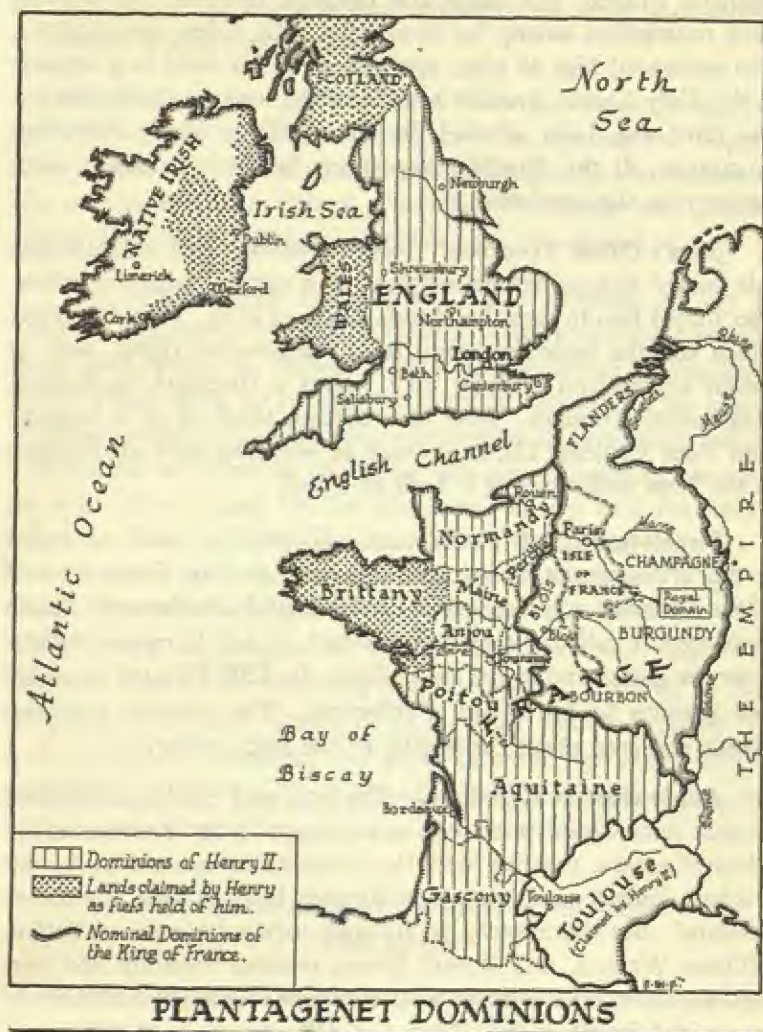 North
Sea
SCOTLAND
Newburgh
NATIVE IRISH
Irish Sea
Dublin
Limerick
Wexford
Cork
WALES
Shrewsbury
ENGLAND
Northampton
London
Bath
Canterbury
Salisbury
English Channel
Atlantic Ocean
FLANDERS
Scheldt
Rhine
Meuse
THE EMPIRE
Rouen
Normandy
Perche
Paris
Marne
ISLE
OF
FRANCE
CHAMPAGNE
Royal
Domain
BLOIS
Blois
BURGUNDY
Brittany
Maine
Anjou
Loire
Touraine
Poitou
FRANCE
BOURBON
Bay of
Biscay
Aquitaine
Bordeaux
Gascony
Toulouse
Toulouse
(Claimed by Henry II)
Rhone
Dominions of Henry II.
Lands claimed by Henry
as fiefs held of him.
Nominal Dominions of
the King of France.
PLANTAGENET DOMINIONS